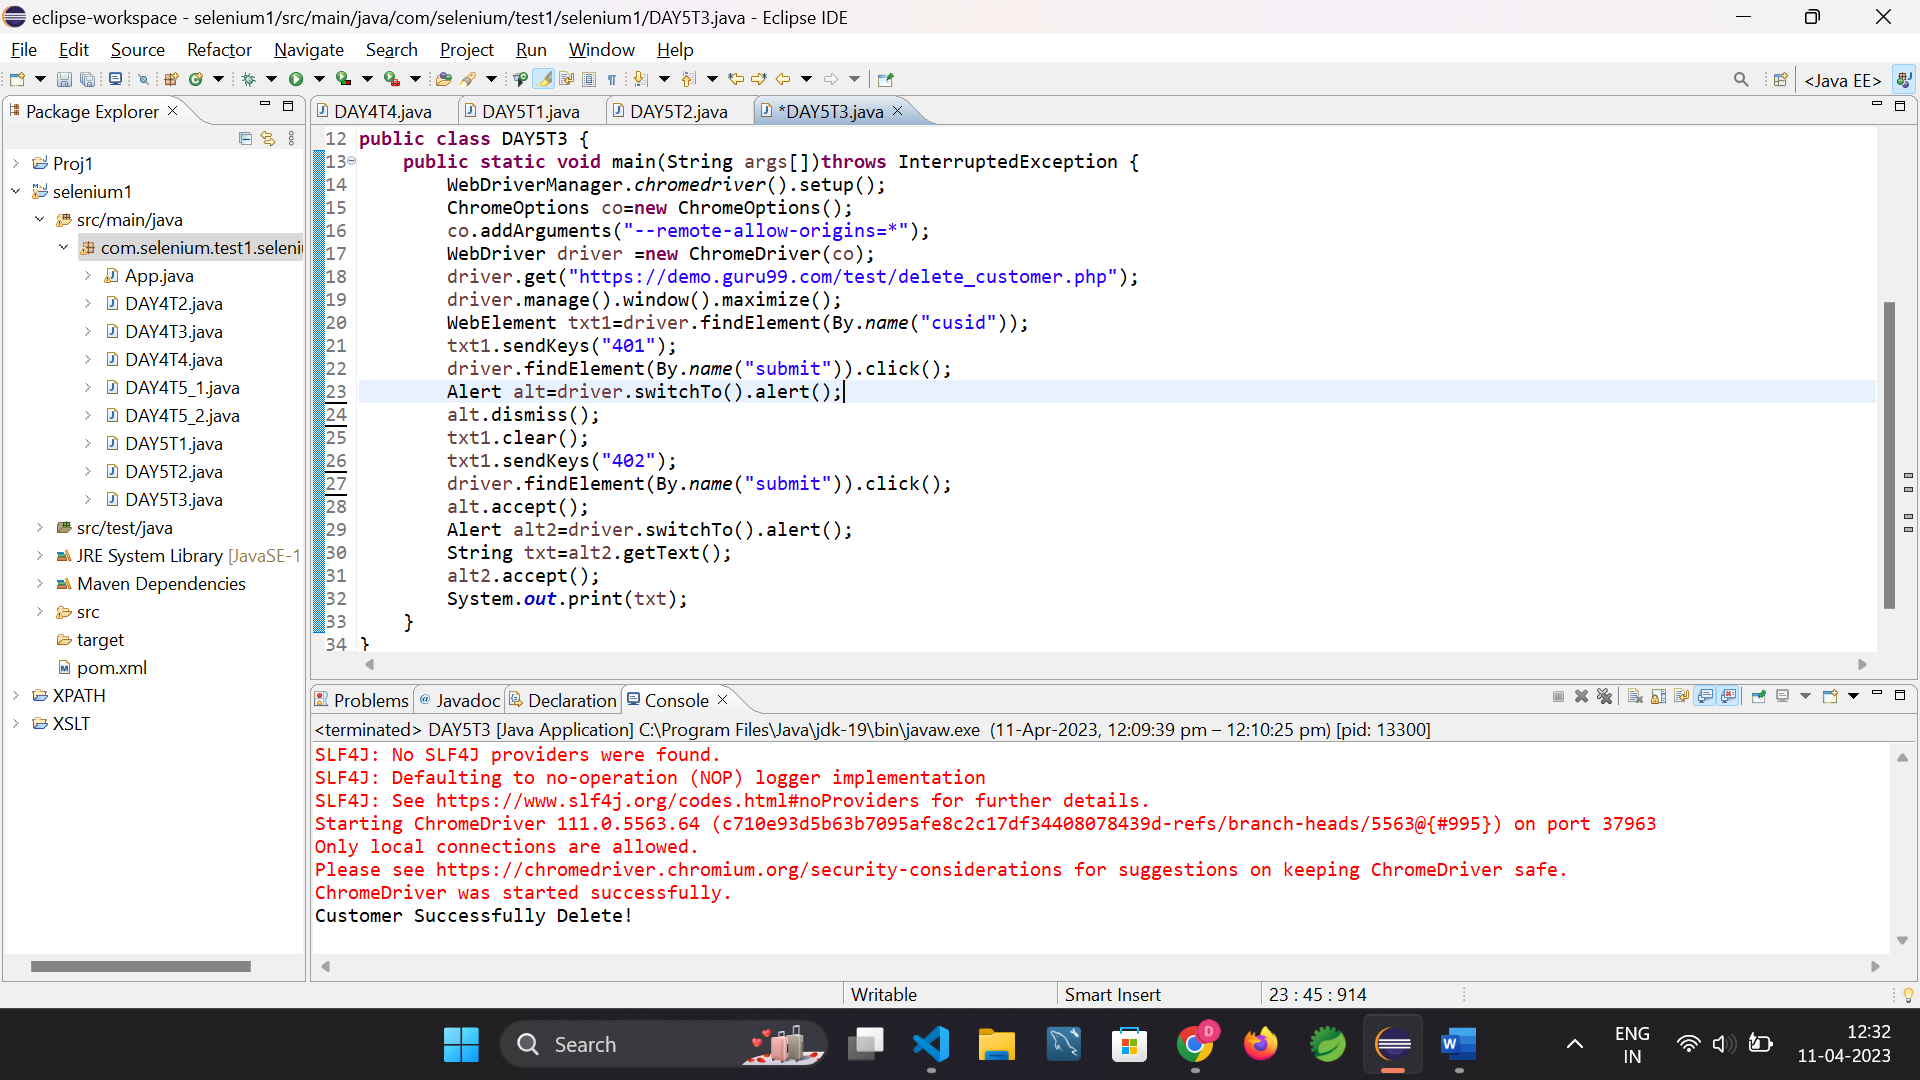 eclipse-workspace - selenium1/src/main/java/com/selenium/test1/selenium1/DAY5T3.java - Eclipse IDE
File Edit Source Refactor Navigate Search Project Run Window Help
<Java EE>
Package Explorer
DAY4T4.java DAY5T1.java DAY5T2.java *DAY5T3.java
Proj1
selenium1
src/main/java
com.selenium.test1.seleni
App.java
DAY4T2.java
DAY4T3.java
DAY4T4.java
DAY4T5_1.java
DAY4T5_2.java
DAY5T1.java
DAY5T2.java
DAY5T3.java
src/test/java
JRE System Library [JavaSE-1
Maven Dependencies
src
target
pom.xml
XPATH
XSLT
12 public class DAY5T3 {
13 public static void main(String args[])throws InterruptedException {
14 WebDriverManager.chromedriver().setup();
15 ChromeOptions co=new ChromeOptions();
16 co.addArguments("--remote-allow-origins=*");
17 WebDriver driver =new ChromeDriver(co);
18 driver.get("https://demo.guru99.com/test/delete_customer.php");
19 driver.manage().window().maximize();
20 WebElement txt1=driver.findElement(By.name("cusid"));
21 txt1.sendKeys("401");
22 driver.findElement(By.name("submit")).click();
23 Alert alt=driver.switchTo().alert();
24 alt.dismiss();
25 txt1.clear();
26 txt1.sendKeys("402");
27 driver.findElement(By.name("submit")).click();
28 alt.accept();
29 Alert alt2=driver.switchTo().alert();
30 String txt=alt2.getText();
31 alt2.accept();
32 System.out.print(txt);
33 }
34 }
Problems Javadoc Declaration Console
<terminated> DAY5T3 [Java Application] C:\Program Files\Java\jdk-19\bin\javaw.exe (11-Apr-2023, 12:09:39 pm – 12:10:25 pm) [pid: 13300]
SLF4J: No SLF4J providers were found.
SLF4J: Defaulting to no-operation (NOP) logger implementation
SLF4J: See https://www.slf4j.org/codes.html#noProviders for further details.
Starting ChromeDriver 111.0.5563.64 (c710e93d5b63b7095afe8c2c17df34408078439d-refs/branch-heads/5563@{#995}) on port 37963
Only local connections are allowed.
Please see https://chromedriver.chromium.org/security-considerations for suggestions on keeping ChromeDriver safe.
ChromeDriver was started successfully.
Customer Successfully Delete!
Writable Smart Insert 23 : 45 : 914
Search
D
W
ENG
IN
12:32
11-04-2023